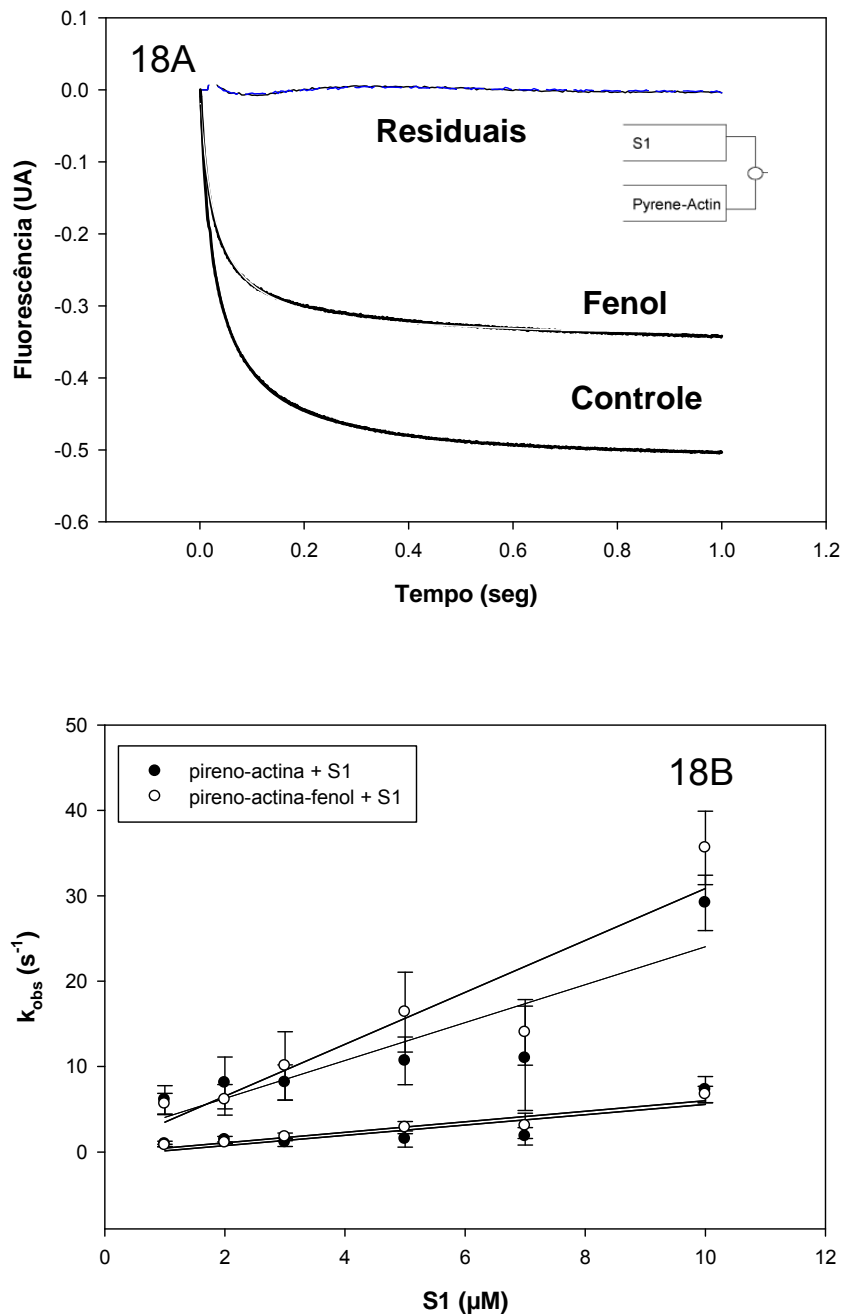 18A
0.1
0.0
-0.1
-0.2
-0.3
-0.4
-0.5
-0.6
Fluorescência (UA)
Residuais
S1
Pyrene-Actin
Fenol
Controle
0.0 0.2 0.4 0.6 0.8 1.0 1.2
Tempo (seg)
50
40
30
20
10
0
k_obs (s⁻¹)
pireno-actina + S1
pireno-actina-fenol + S1
18B
0 2 4 6 8 10 12
S1 (µM)